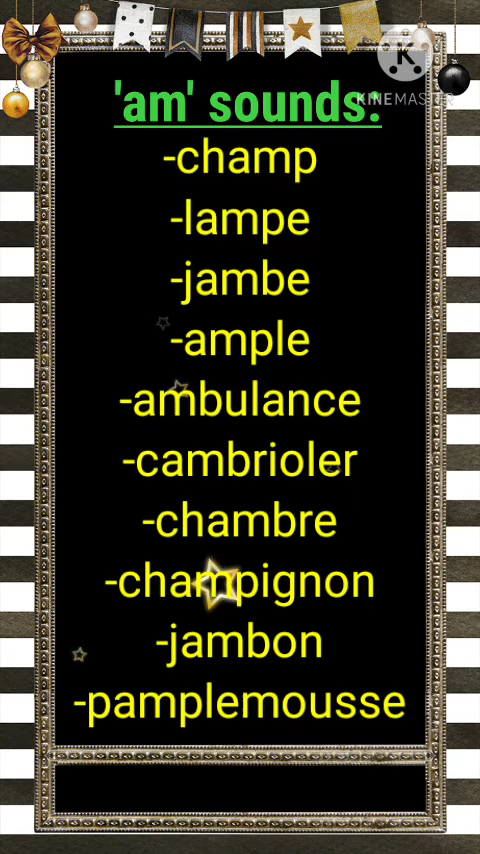 K
KINEMASTER
'am' sounds:
-champ
-lampe
-jambe
-ample
-ambulance
-cambrioler
-chambre
-champignon
-jambon
-pamplemousse